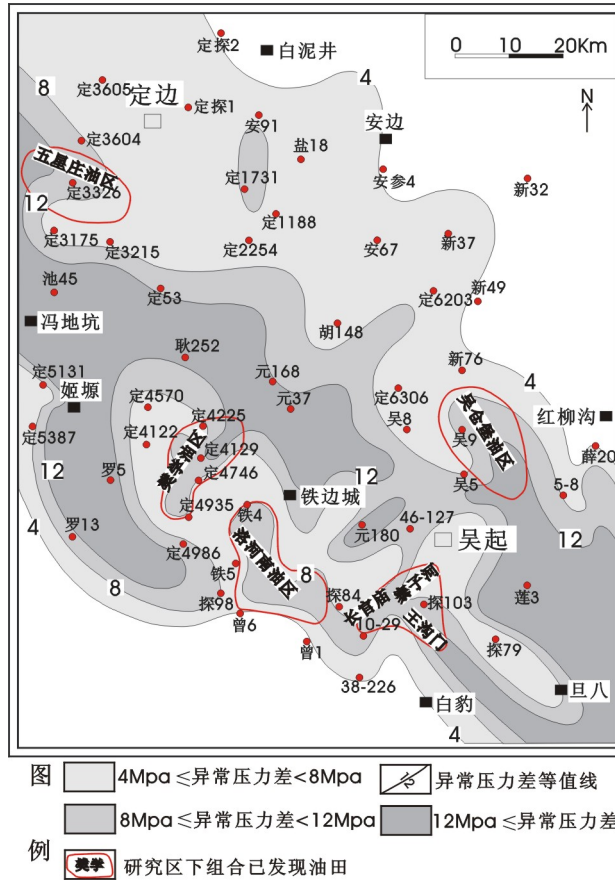 定探2
白泥井
0 10 20Km
4
8
定3605
定边
定探1
安91
安边
N
定3604
盐18
五里庄油区
定3326
定1731
安参4
新32
12
定1188
定3175
定3215
定2254
安67
新37
池45
定53
定6203
新49
冯地坑
胡148
耿252
新76
定5131
元168
4
姬塬
定4570
元37
定6306
吴仓堡油区
红柳沟
定5387
定4225
吴8
定4122
樊学油区
定4129
吴9
薛20
12
罗5
定4746
12
吴5
5-8
铁边城
定4935
铁4
46-127
4
罗13
元180
吴起
12
定4986
洛河南油区
铁5
8
长官庙
寨子河
8
探98
探84
探103
莲3
曾6
10-29
王沟门
曾1
探79
38-226
旦八
白豹
4
图
例
4Mpa ≤异常压力差<8Mpa
异常压力差等值线
8Mpa≤异常压力差<12Mpa
12Mpa ≤异常压力差
樊学
研究区下组合已发现油田